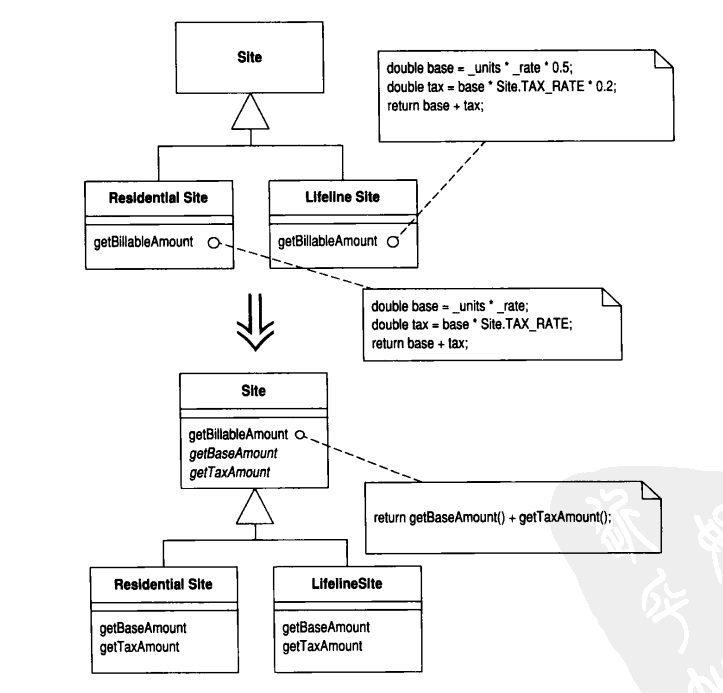 Site
double base = _units * _rate * 0.5;
double tax = base * Site.TAX_RATE * 0.2;
return base + tax;
Residential Site
getBillableAmount
Lifeline Site
getBillableAmount
double base = _units * _rate;
double tax = base * Site.TAX_RATE;
return base + tax;
Site
getBillableAmount
getBaseAmount
getTaxAmount
return getBaseAmount() + getTaxAmount();
Residential Site
getBaseAmount
getTaxAmount
LifelineSite
getBaseAmount
getTaxAmount